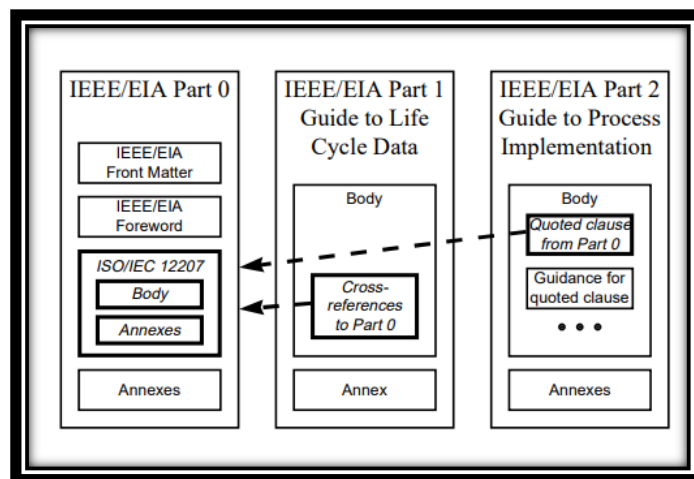 IEEE/EIA Part 0
IEEE/EIA
Front Matter
IEEE/EIA
Foreword
ISO/IEC 12207
Body
Annexes
Annexes
IEEE/EIA Part 1
Guide to Life
Cycle Data
Body
Cross-
references
to Part 0
Annex
IEEE/EIA Part 2
Guide to Process
Implementation
Body
Quoted clause
from Part 0
Guidance for
quoted clause
• • •
Annexes